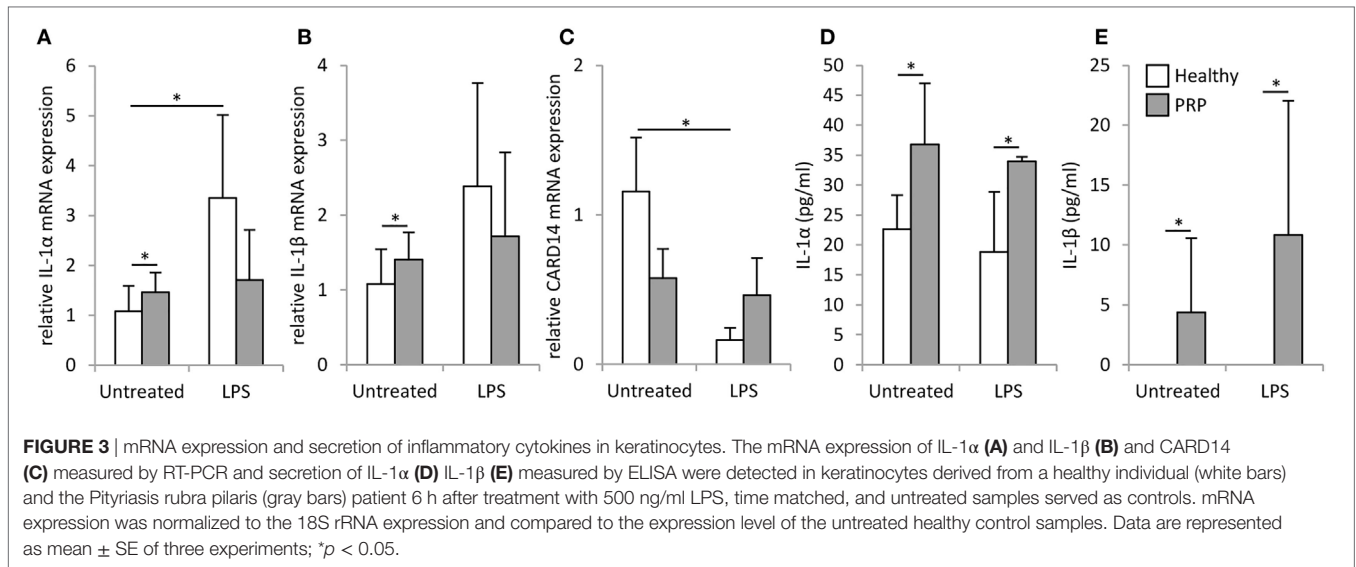 A
B
C
D
E
relative IL-1α mRNA expression
6
5
4
3
2
1
0
*
*
Untreated
LPS
relative IL-1β mRNA expression
4
3
2
1
0
*
Untreated
LPS
relative CARD14 mRNA expression
2
1
0
*
Untreated
LPS
IL-1α (pg/ml)
50
45
40
35
30
25
20
15
10
5
0
*
*
Untreated
LPS
IL-1β (pg/ml)
25
20
15
10
5
0
Healthy
PRP
*
*
Untreated
LPS
FIGURE 3 | mRNA expression and secretion of inflammatory cytokines in keratinocytes. The mRNA expression of IL-1α (A) and IL-1β (B) and CARD14
(C) measured by RT-PCR and secretion of IL-1α (D) IL-1β (E) measured by ELISA were detected in keratinocytes derived from a healthy individual (white bars)
and the Pityriasis rubra pilaris (gray bars) patient 6 h after treatment with 500 ng/ml LPS, time matched, and untreated samples served as controls. mRNA
expression was normalized to the 18S rRNA expression and compared to the expression level of the untreated healthy control samples. Data are represented
as mean ± SE of three experiments; *p < 0.05.